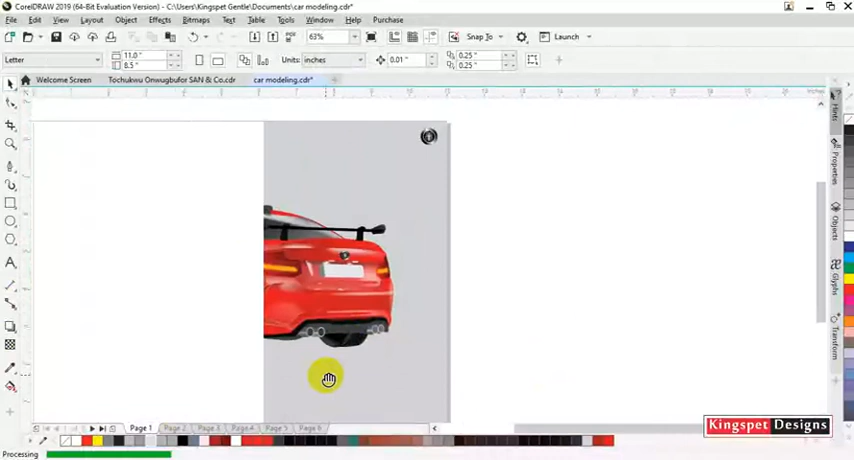 CorelDRAW 2019 (64-Bit Evaluation Version) - C:\Users\Kingspet Gentle\Documents\car modeling.cdr*
File Edit View Layout Object Effects Bitmaps Text Table Tools Window Help Purchase
63% Snap To Launch
Letter 11.0 " 8.5 " Units: inches 0.01 " 0.25 " 0.25 "
Welcome Screen Tochukwu Onwugbufor SAN & Co.cdr car modeling.cdr*
inches
Hints
Properties
Objects
Glyphs
Transform
Kingspet Designs
Page 1 Page 2 Page 3 Page 4 Page 5 Page 6
Processing